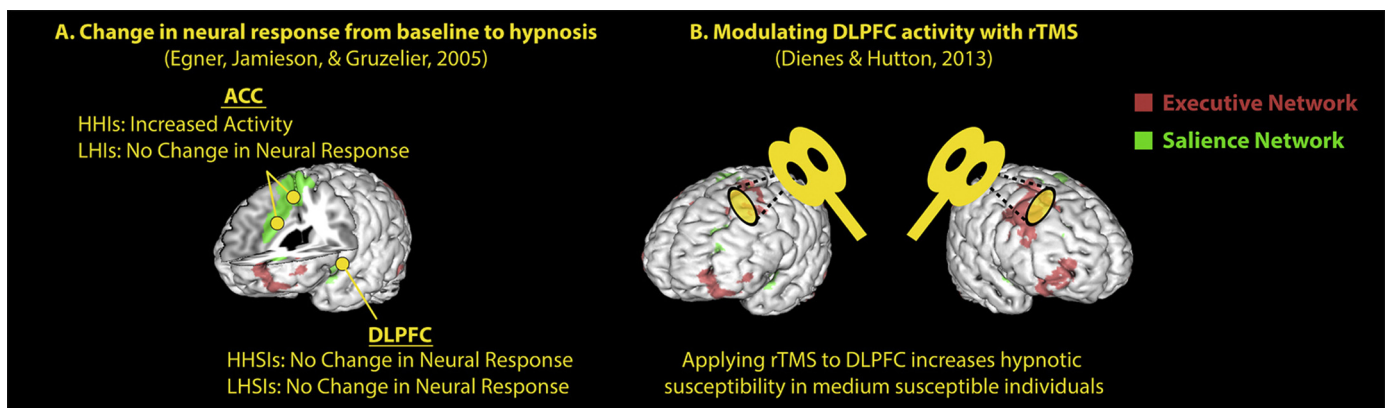 A. Change in neural response from baseline to hypnosis
(Egner, Jamieson, & Gruzelier, 2005)
ACC
HHIs: Increased Activity
LHIs: No Change in Neural Response
DLPFC
HHSIs: No Change in Neural Response
LHSIs: No Change in Neural Response
B. Modulating DLPFC activity with rTMS
(Dienes & Hutton, 2013)
Applying rTMS to DLPFC increases hypnotic
susceptibility in medium susceptible individuals
Executive Network
Salience Network